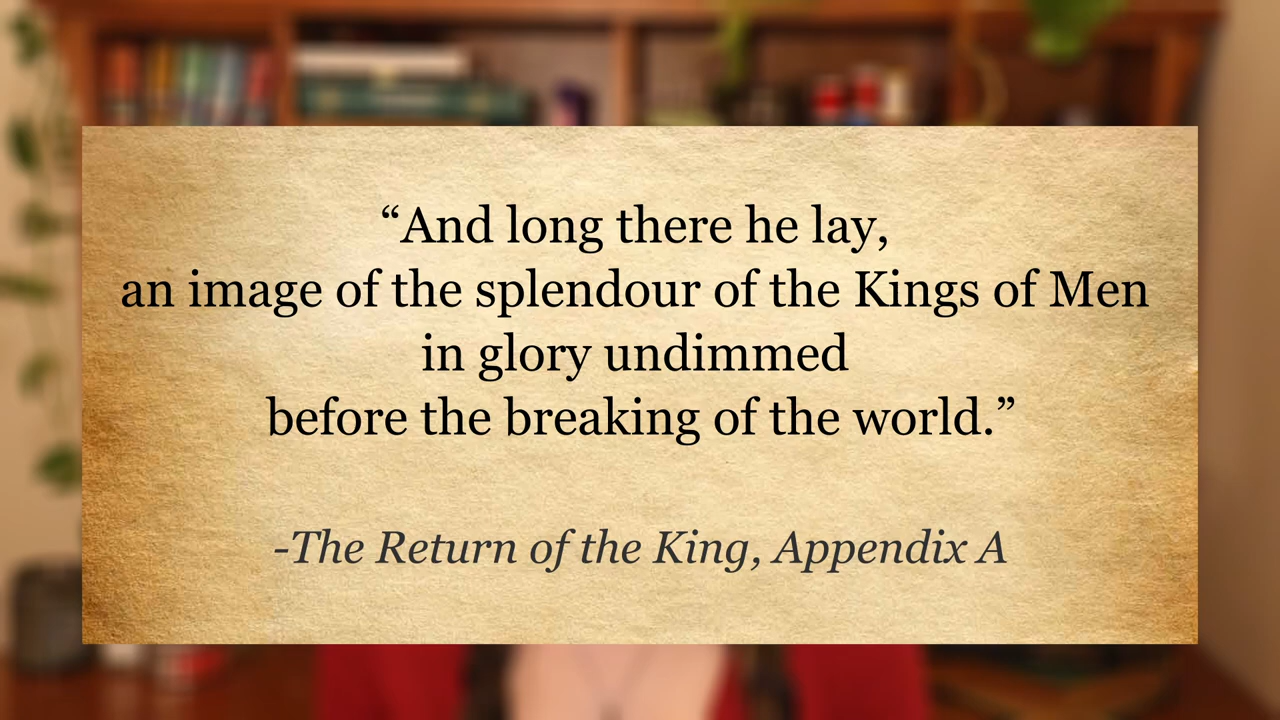 “And long there he lay,
an image of the splendour of the Kings of Men
in glory undimmed
before the breaking of the world.”
-The Return of the King, Appendix A